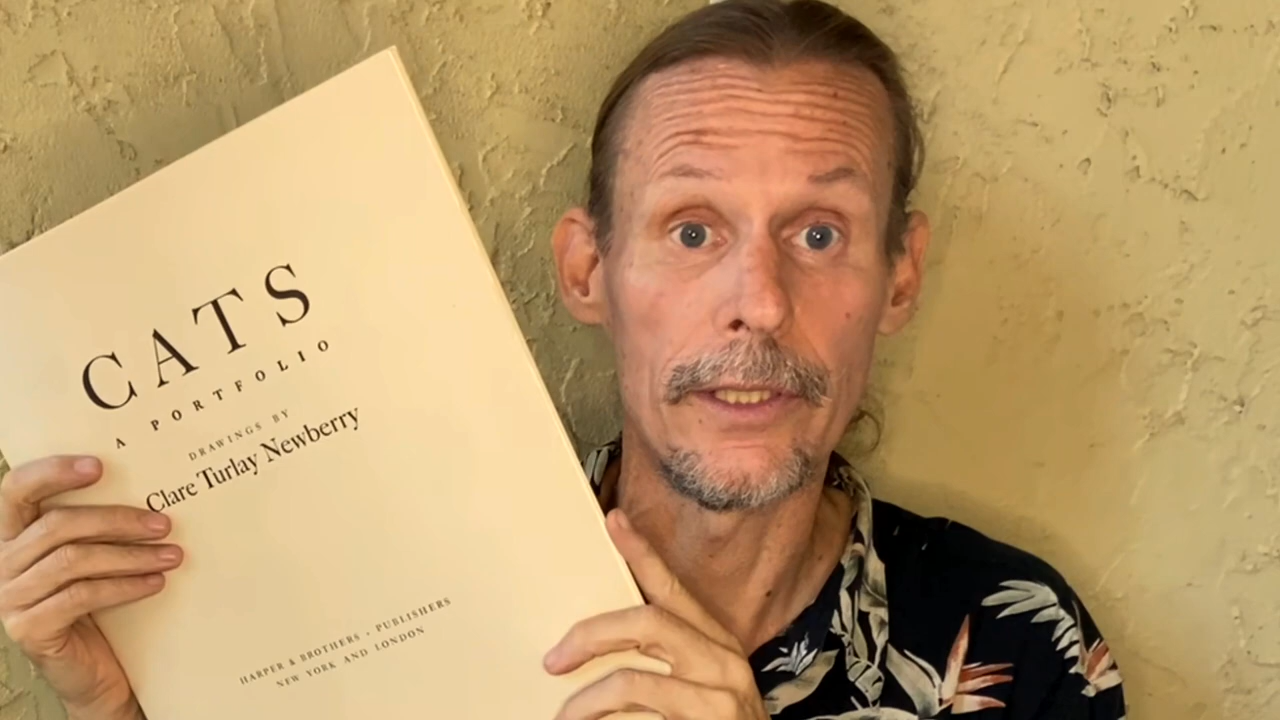 CATS
A PORTFOLIO
DRAWINGS BY
Clare Turlay Newberry
HARPER & BROTHERS · PUBLISHERS
NEW YORK AND LONDON